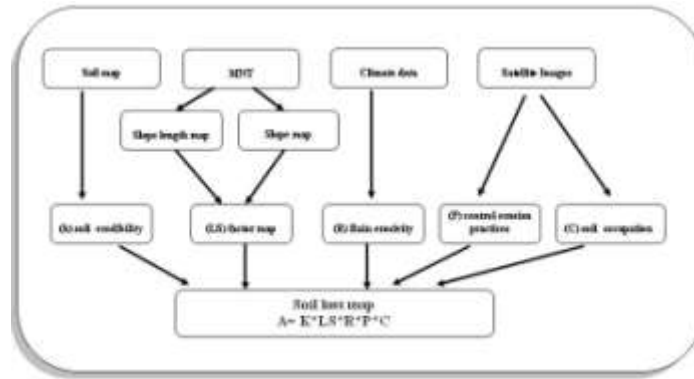 Soil map
MNT
Climate data
Satellite Images
Slope length map
Slope map
(k) soil erodibility
(LS) factor map
(R) Rain erosivity
(P) control erosion
practices
(C) soil occupation
Soil loss map
A= K*LS*R*P*C